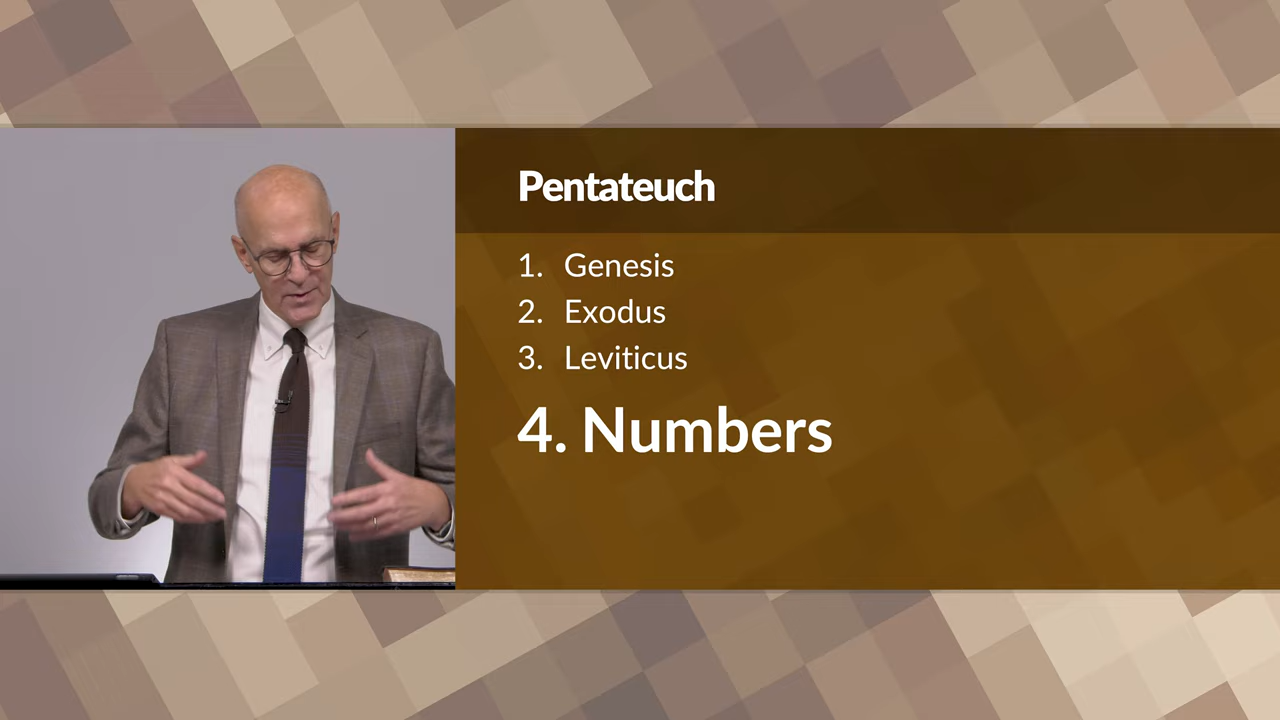 Pentateuch
1. Genesis
2. Exodus
3. Leviticus
4. Numbers